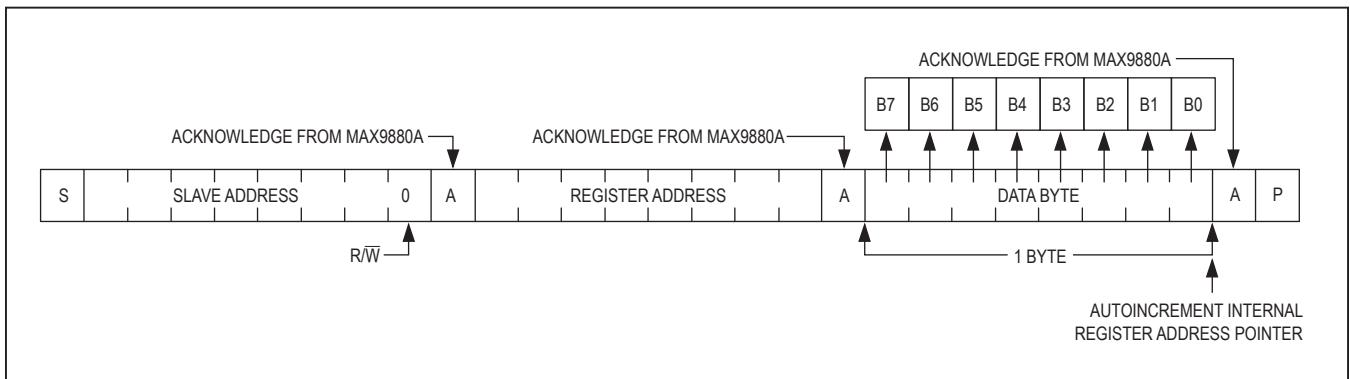 ACKNOWLEDGE FROM MAX9880A
B7 B6 B5 B4 B3 B2 B1 B0
ACKNOWLEDGE FROM MAX9880A
ACKNOWLEDGE FROM MAX9880A
S SLAVE ADDRESS 0 A REGISTER ADDRESS A DATA BYTE A P
R/W̅
1 BYTE
AUTOINCREMENT INTERNAL
REGISTER ADDRESS POINTER